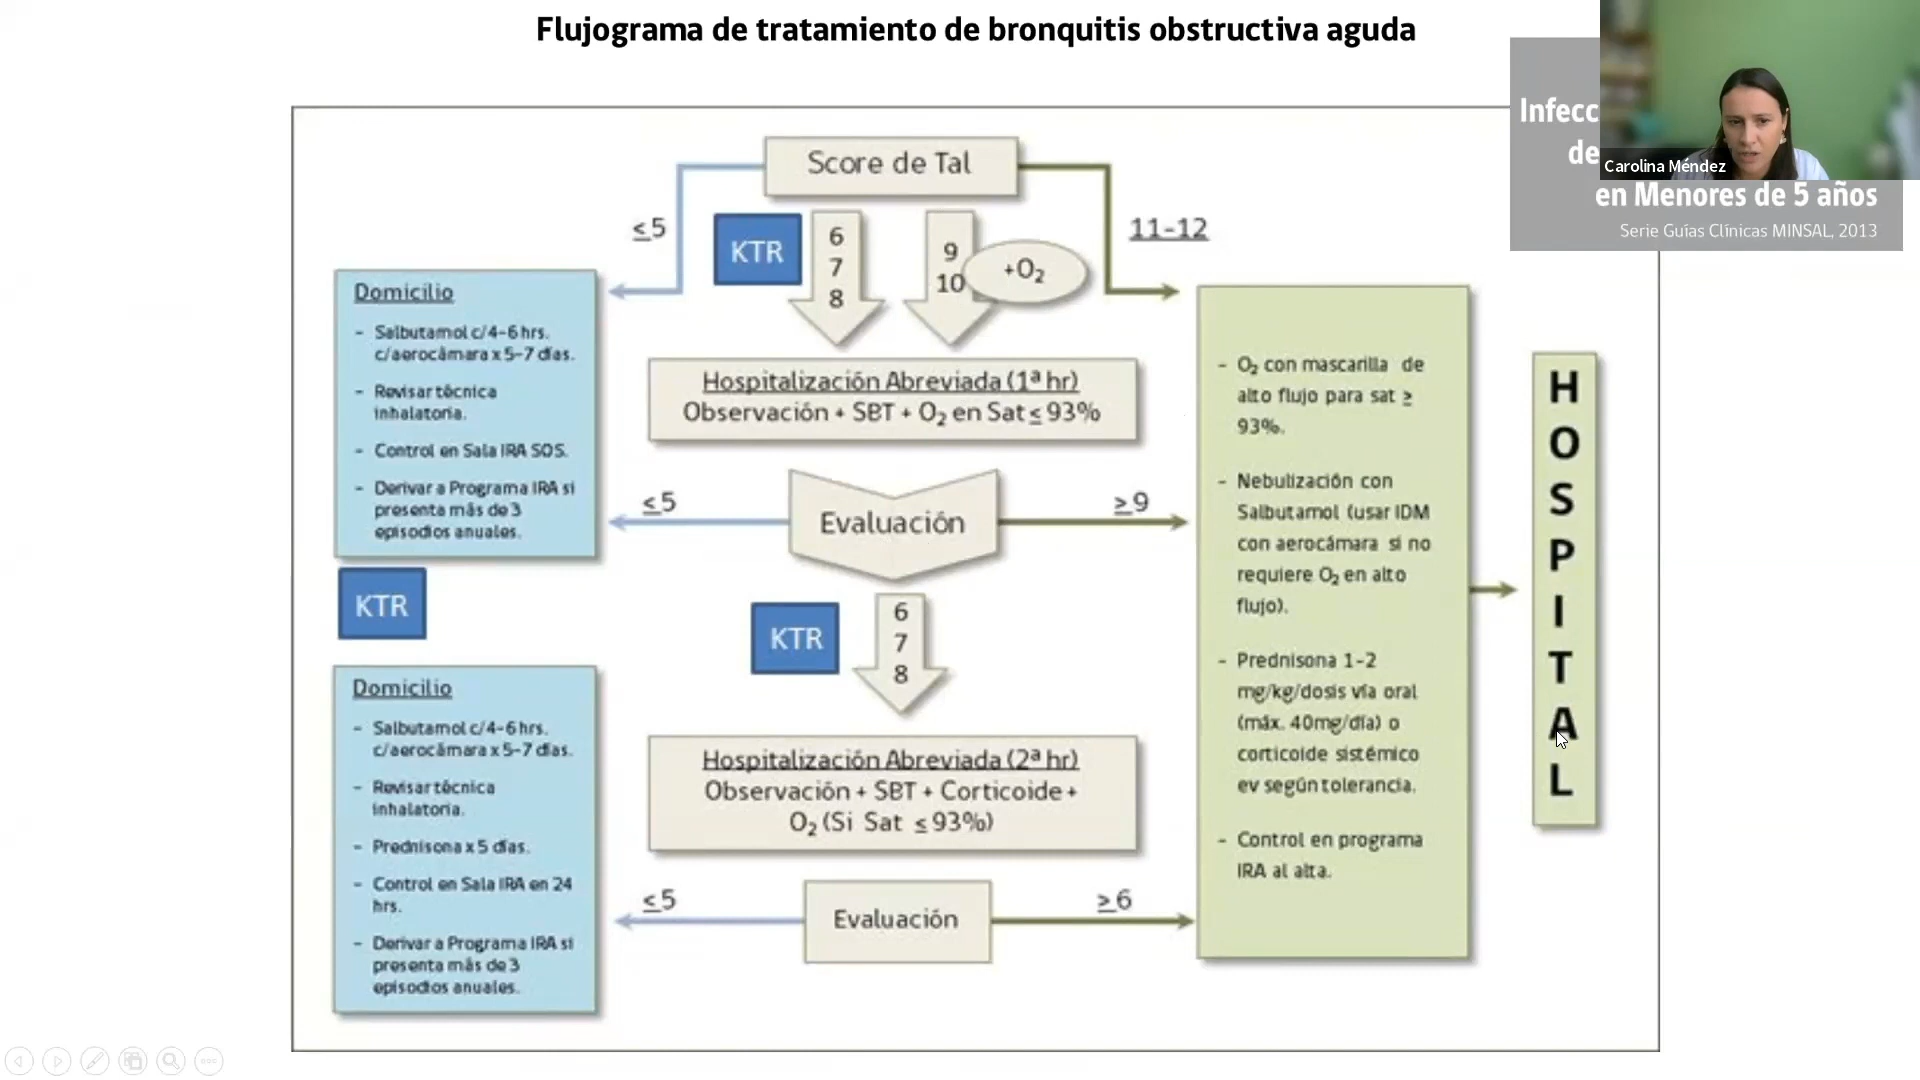 Flujograma de tratamiento de bronquitis obstructiva aguda
Infecc
de
en Menores de 5 años
Serie Guías Clínicas MINSAL, 2013
Carolina Méndez
Score de Tal
≤5
KTR
6
7
8
9
10
+O₂
11-12
Domicilio
- Salbutamol c/4-6 hrs.
c/aerocámara x 5-7 días.
- Revisar técnica
inhalatoria.
- Control en Sala IRA SOS.
- Derivar a Programa IRA si
presenta más de 3
episodios anuales.
Hospitalización Abreviada (1ª hr)
Observación + SBT + O₂ en Sat ≤ 93%
≤5
Evaluación
≥9
KTR
KTR
6
7
8
Domicilio
- Salbutamol c/4-6 hrs.
c/aerocámara x 5-7 días.
- Revisar técnica
inhalatoria.
- Prednisona x 5 días.
- Control en Sala IRA en 24
hrs.
- Derivar a Programa IRA si
presenta más de 3
episodios anuales.
Hospitalización Abreviada (2ª hr)
Observación + SBT + Corticoide +
O₂ (Si Sat ≤ 93%)
≤5
Evaluación
≥6
- O₂ con mascarilla de
alto flujo para sat ≥
93%.
- Nebulización con
Salbutamol (usar IDM
con aerocámara si no
requiere O₂ en alto
flujo).
- Prednisona 1-2
mg/kg/dosis vía oral
(máx. 40mg/día) o
corticoide sistémico
ev según tolerancia.
- Control en programa
IRA al alta.
HOSPITAL